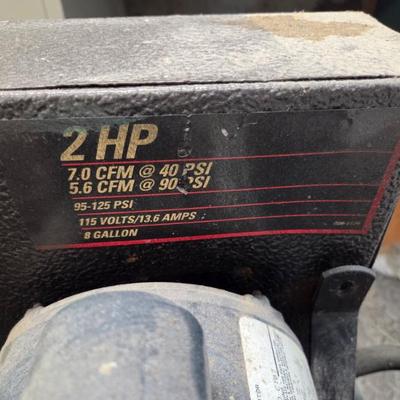 2 HP
7.0 CFM @ 40 PSI
5.6 CFM @ 90 PSI
95-125 PSI
115 VOLTS/13.6 AMPS
8 GALLON